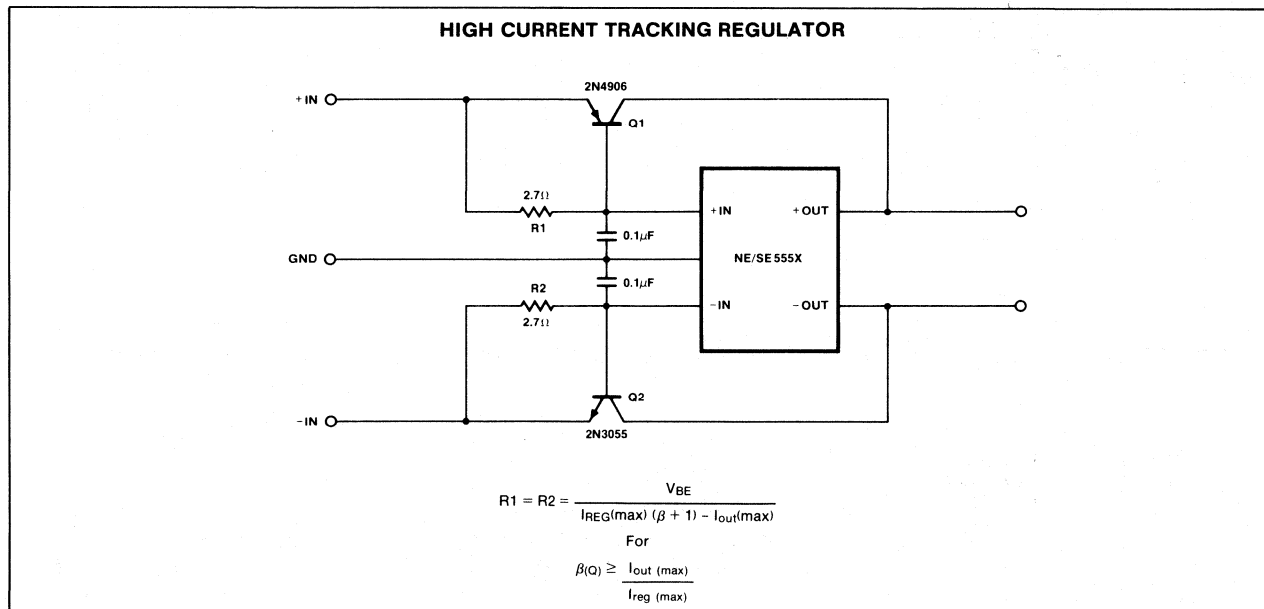 HIGH CURRENT TRACKING REGULATOR
2N4906
+IN
Q1
2.7Ω
R1
+IN
+OUT
0.1μF
GND
NE/SE555X
0.1μF
R2
2.7Ω
−IN
−OUT
Q2
−IN
2N3055
R1 = R2 = VBE / IREG(max) (β + 1) − Iout(max)
For
β(Q) ≥ Iout (max) / Ireg (max)